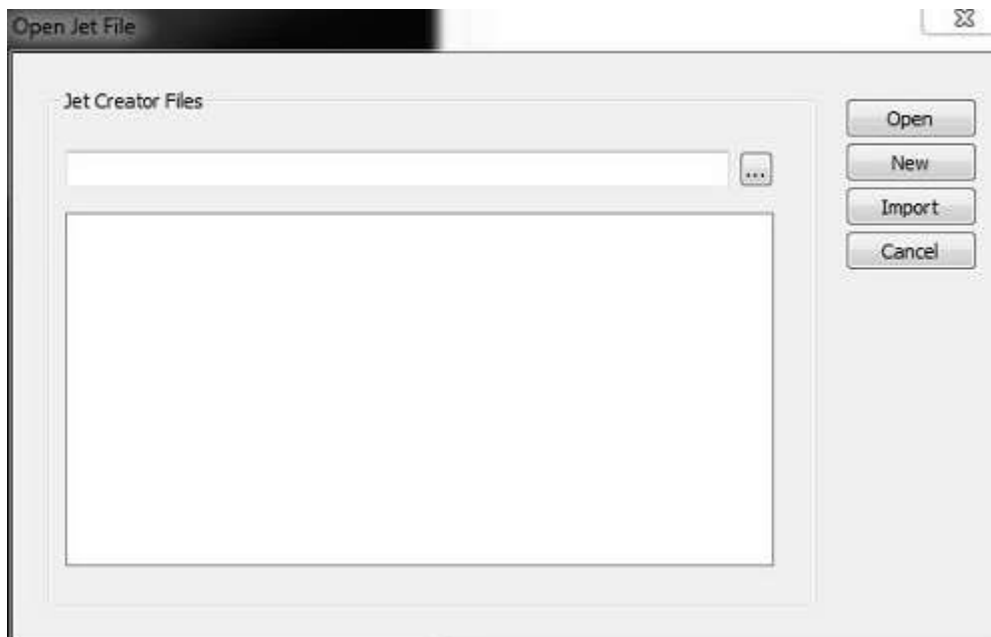 Open Jet File
Jet Creator Files
...
Open
New
Import
Cancel